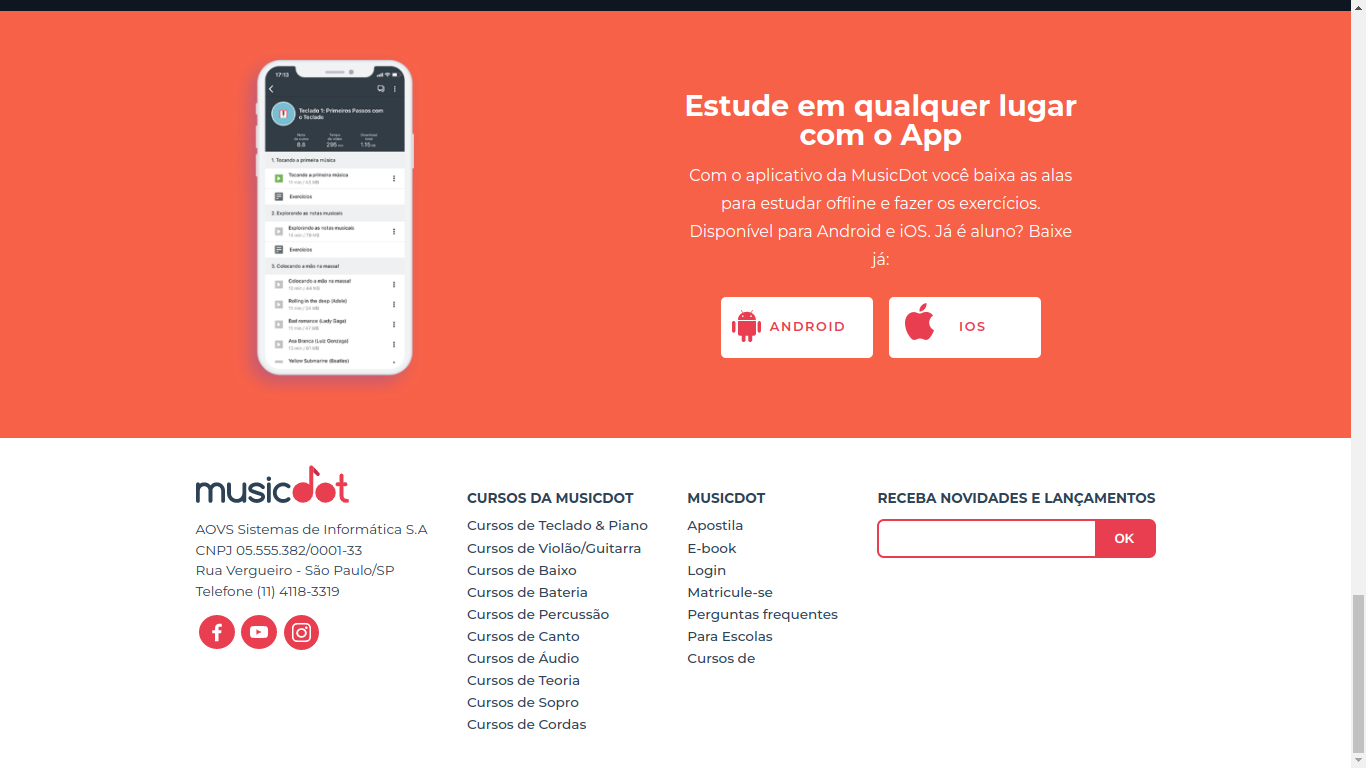 17:13
Teclado 1: Primeiros Passos com
o Teclado
1. Tocando a primeira música
Tocando a primeira música
Exercícios
2. Explorando as notas musicais
Explorando as notas musicais
Exercícios
3. Colocando a mão na massa!
Colocando a mão na massa!
Rolling in the deep (Adele)
Bad romance (Lady Gaga)
Asa Branca (Luiz Gonzaga)
Yellow Submarine (Beatles)
Estude em qualquer lugar
com o App
Com o aplicativo da MusicDot você baixa as alas
para estudar offline e fazer os exercícios.
Disponível para Android e iOS. Já é aluno? Baixe
já:
ANDROID
IOS
musicdot
AOVS Sistemas de Informática S.A
CNPJ 05.555.382/0001-33
Rua Vergueiro - São Paulo/SP
Telefone (11) 4118-3319
CURSOS DA MUSICDOT
Cursos de Teclado & Piano
Cursos de Violão/Guitarra
Cursos de Baixo
Cursos de Bateria
Cursos de Percussão
Cursos de Canto
Cursos de Áudio
Cursos de Teoria
Cursos de Sopro
Cursos de Cordas
MUSICDOT
Apostila
E-book
Login
Matricule-se
Perguntas frequentes
Para Escolas
Cursos de
RECEBA NOVIDADES E LANÇAMENTOS
OK